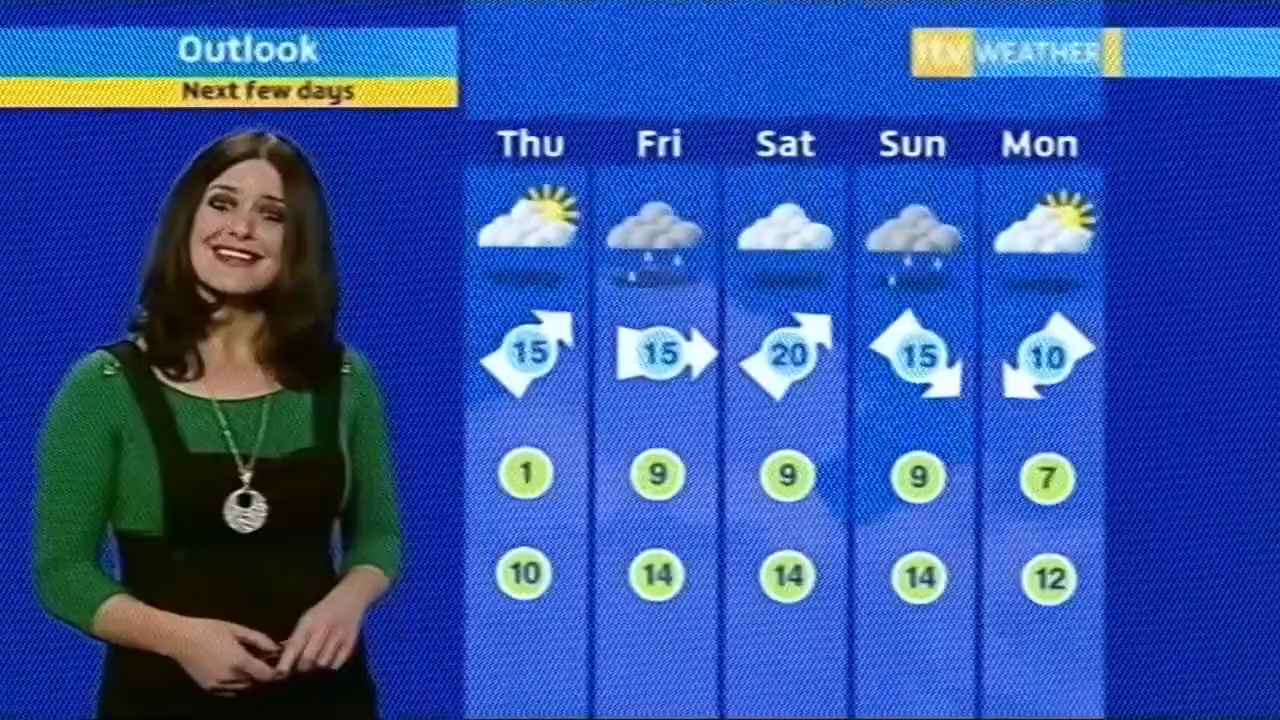 Outlook
Next few days
itv WEATHER
Thu Fri Sat Sun Mon
15 15 20 15 10
1 9 9 9 7
10 14 14 14 12